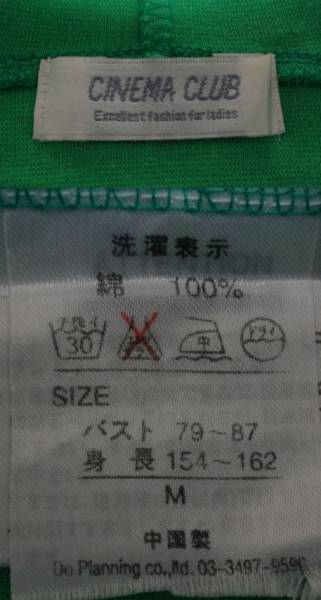 CINEMA CLUB
Excellent fashion for ladies
洗濯表示
綿 100%
30 中 ドライ
SIZE
バスト 79~87
身長 154~162
M
中国製
Do Planning co.,ltd. 03-3497-9590